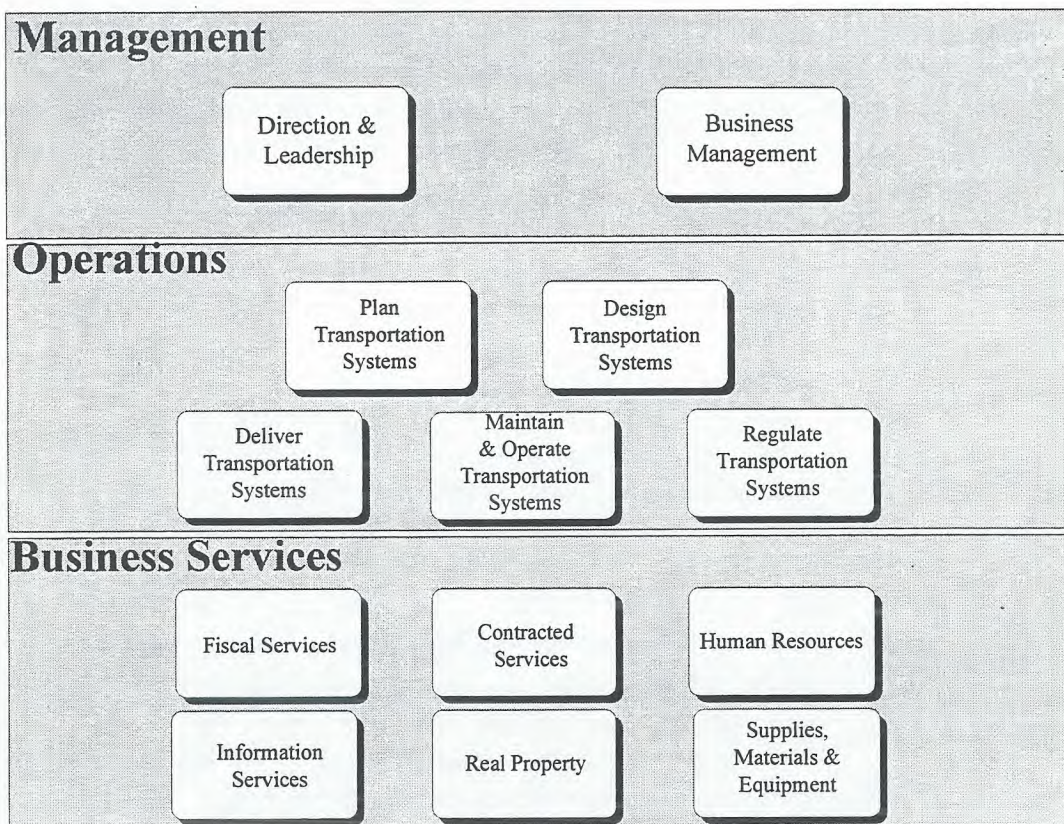 Management
Direction &
Leadership
Business
Management
Operations
Plan
Transportation
Systems
Design
Transportation
Systems
Deliver
Transportation
Systems
Maintain
& Operate
Transportation
Systems
Regulate
Transportation
Systems
Business Services
Fiscal Services
Contracted
Services
Human Resources
Information
Services
Real Property
Supplies,
Materials &
Equipment